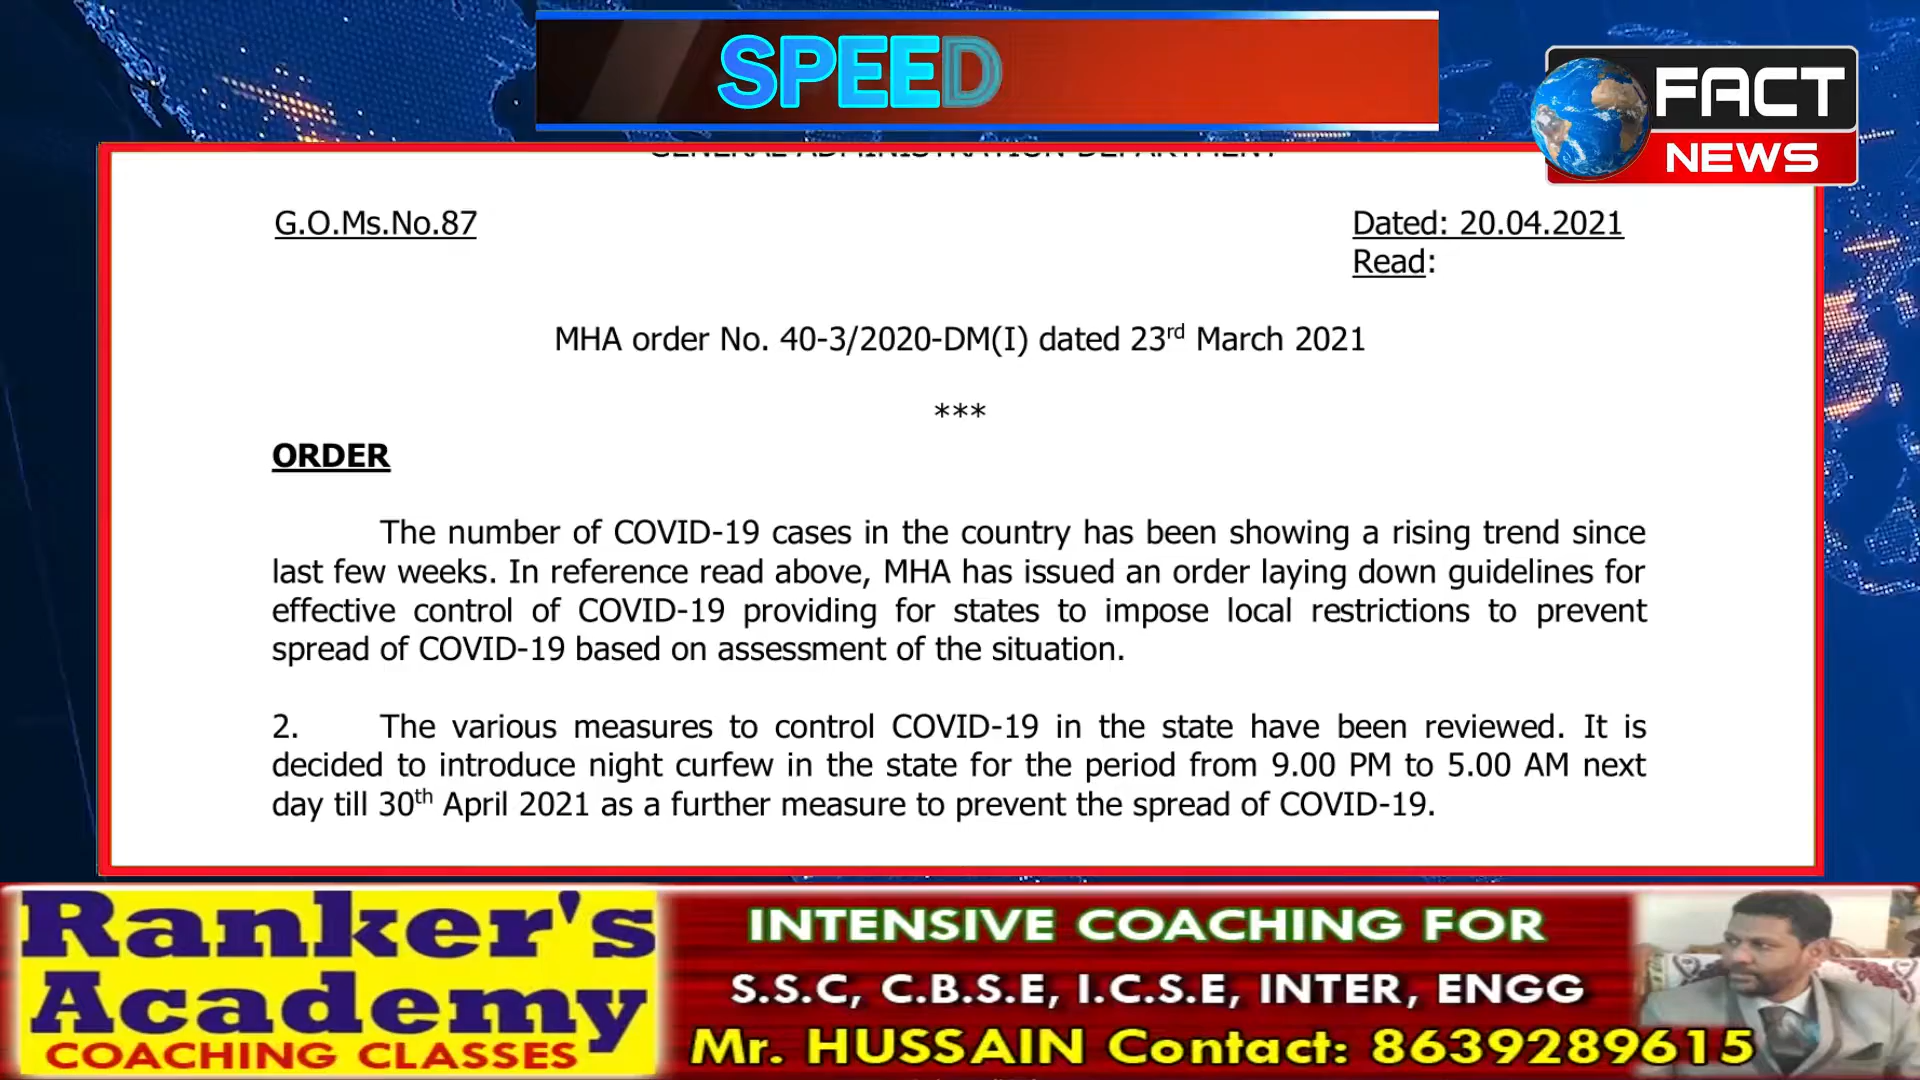 SPEED
FACT
NEWS
GENERAL ADMINISTRATION DEPARTMENT
G.O.Ms.No.87
Dated: 20.04.2021
Read:
MHA order No. 40-3/2020-DM(I) dated 23rd March 2021
***
ORDER
The number of COVID-19 cases in the country has been showing a rising trend since
last few weeks. In reference read above, MHA has issued an order laying down guidelines for
effective control of COVID-19 providing for states to impose local restrictions to prevent
spread of COVID-19 based on assessment of the situation.
2. The various measures to control COVID-19 in the state have been reviewed. It is
decided to introduce night curfew in the state for the period from 9.00 PM to 5.00 AM next
day till 30th April 2021 as a further measure to prevent the spread of COVID-19.
Ranker's
Academy
COACHING CLASSES
INTENSIVE COACHING FOR
S.S.C, C.B.S.E, I.C.S.E, INTER, ENGG
Mr. HUSSAIN Contact: 8639289615